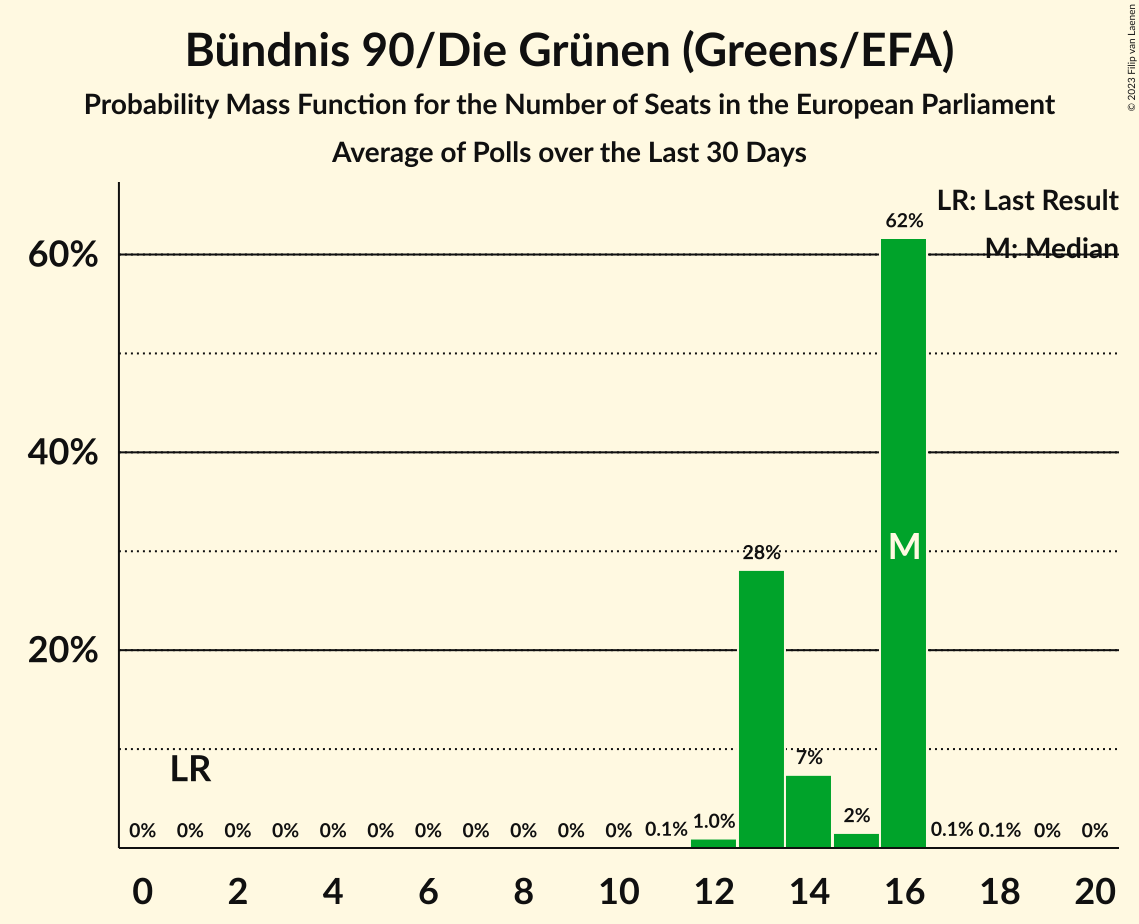 Bündnis 90/Die Grünen (Greens/EFA)
Probability Mass Function for the Number of Seats in the European Parliament
Average of Polls over the Last 30 Days
© 2023 Filip van Laenen
LR: Last Result
M: Median
62%
60%
40%
28%
M
20%
LR
7%
0% 0% 0% 0% 0% 0% 0% 0% 0% 0% 0% 0.1% 1.0% 2% 0.1% 0.1% 0% 0%
0 2 4 6 8 10 12 14 16 18 20